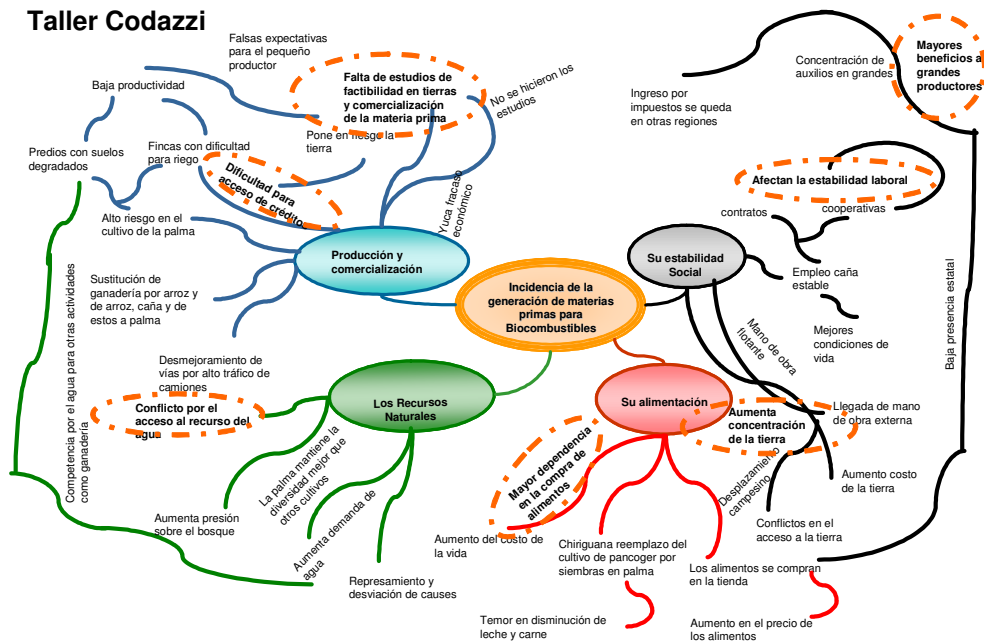 Taller Codazzi
Falsas expectativas
para el pequeño
productor
Baja productividad
Falta de estudios de
factibilidad en tierras
y comercialización
de la materia prima
No se hicieron los
estudios
Pone en riesgo la
tierra
Predios con suelos
degradados
Fincas con dificultad
para riego
Dificultad para
acceso de crédito
Yuca fracaso
económico
Alto riesgo en el
cultivo de la palma
Producción y
comercialización
Sustitución de
ganadería por arroz y
de arroz, caña y de
estos a palma
Desmejoramiento de
vías por alto tráfico de
camiones
Incidencia de la
generación de materias
primas para
Biocombustibles
Concentración de
auxilios en grandes
Mayores
beneficios a
grandes
productores
Ingreso por
impuestos se queda
en otras regiones
Afectan la estabilidad laboral
contratos
cooperativas
Su estabilidad
Social
Empleo caña
estable
Mejores
condiciones de
vida
Mano de obra
flotante
Baja presencia estatal
Llegada de mano
de obra externa
Aumento costo
de la tierra
Aumenta
concentración
de la tierra
Desplazamiento
campesino
Conflictos en el
acceso a la tierra
Los Recursos
Naturales
Conflicto por el
acceso al recurso del
agua
Competencia por el agua para otras actividades
como ganadería
La palma mantiene la
diversidad mejor que
otros cultivos
Aumenta presión
sobre el bosque
Aumenta demanda de
agua
Represamiento y
desviación de causes
Su alimentación
Mayor dependencia
en la compra de
alimentos
Aumento del costo de
la vida
Chiriguana reemplazo del
cultivo de pancoger por
siembras en palma
Los alimentos se compran
en la tienda
Temor en disminución de
leche y carne
Aumento en el precio de
los alimentos